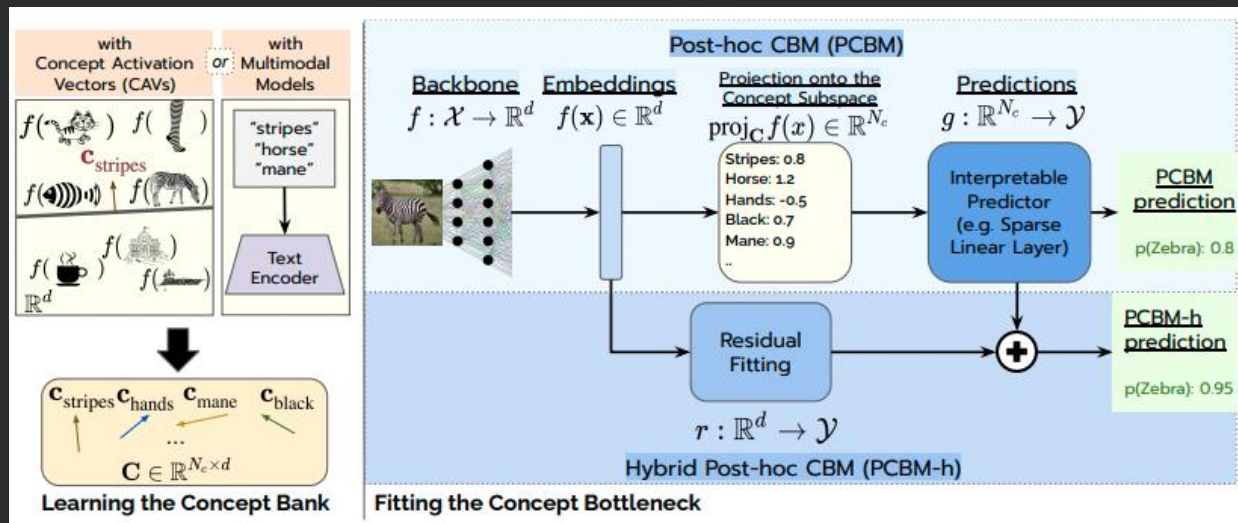 with
Concept Activation
Vectors (CAVs)
or
with
Multimodal
Models
f( ) f( )
c_stripes
f( ) f( )
f( )
f( ) f( )
ℝ^d
"stripes"
"horse"
"mane"
Text
Encoder
c_stripes c_hands c_mane c_black
...
C ∈ ℝ^{N_c×d}
Learning the Concept Bank
Post-hoc CBM (PCBM)
Backbone
f : 𝒳 → ℝ^d
Embeddings
f(x) ∈ ℝ^d
Projection onto the
Concept Subspace
proj_C f(x) ∈ ℝ^{N_c}
Predictions
g : ℝ^{N_c} → 𝒴
Stripes: 0.8
Horse: 1.2
Hands: -0.5
Black: 0.7
Mane: 0.9
..
Interpretable
Predictor
(e.g. Sparse
Linear Layer)
PCBM
prediction
p(Zebra): 0.8
Residual
Fitting
+
PCBM-h
prediction
p(Zebra): 0.95
r : ℝ^d → 𝒴
Hybrid Post-hoc CBM (PCBM-h)
Fitting the Concept Bottleneck